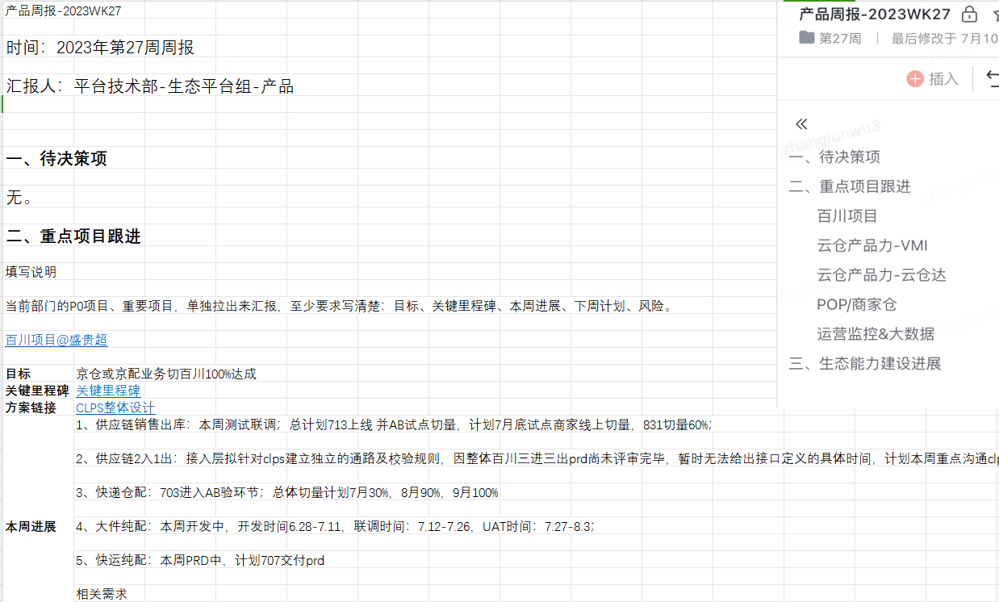 产品周报-2023WK27
时间：2023年第27周周报
汇报人：平台技术部-生态平台组-产品
一、待决策项
无。
二、重点项目跟进
填写说明
当前部门的P0项目、重要项目，单独拉出来汇报，至少要求写清楚：目标、关键里程碑、本周进展、下周计划、风险。
百川项目@盛贵超
目标 京仓或京配业务切百川100%达成
关键里程碑 关键里程碑
方案链接 CLPS整体设计
1、供应链销售出库：本周测试联调；总计划713上线 并AB试点切量，计划7月底试点商家线上切量，831切量60%；
2、供应链2入1出：接入层拟针对clps建立独立的通路及校验规则，因整体百川三进三出prd尚未评审完毕，暂时无法给出接口定义的具体时间，计划本周重点沟通clp
3、快递仓配：703进入AB验环节；总体切量计划7月30%，8月90%，9月100%
本周进展 4、大件纯配：本周开发中，开发时间6.28-7.11，联调时间：7.12-7.26，UAT时间：7.27-8.3；
5、快运纯配：本周PRD中，计划707交付prd
相关需求
产品周报-2023WK27
第27周 | 最后修改于 7月10
插入
zhangjunwu3
一、待决策项
二、重点项目跟进
百川项目
云仓产品力-VMI
云仓产品力-云仓达
POP/商家仓
运营监控&大数据
三、生态能力建设进展